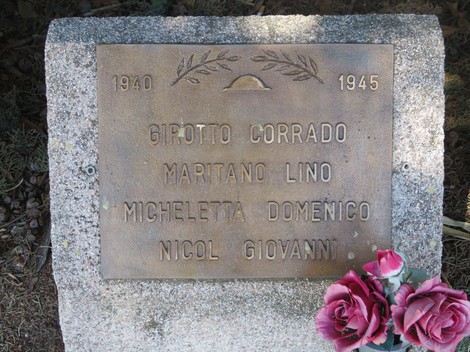 1940 1945
GIROTTO CORRADO
MARITANO LINO
MICHELETTA DOMENICO
NICOL GIOVANNI